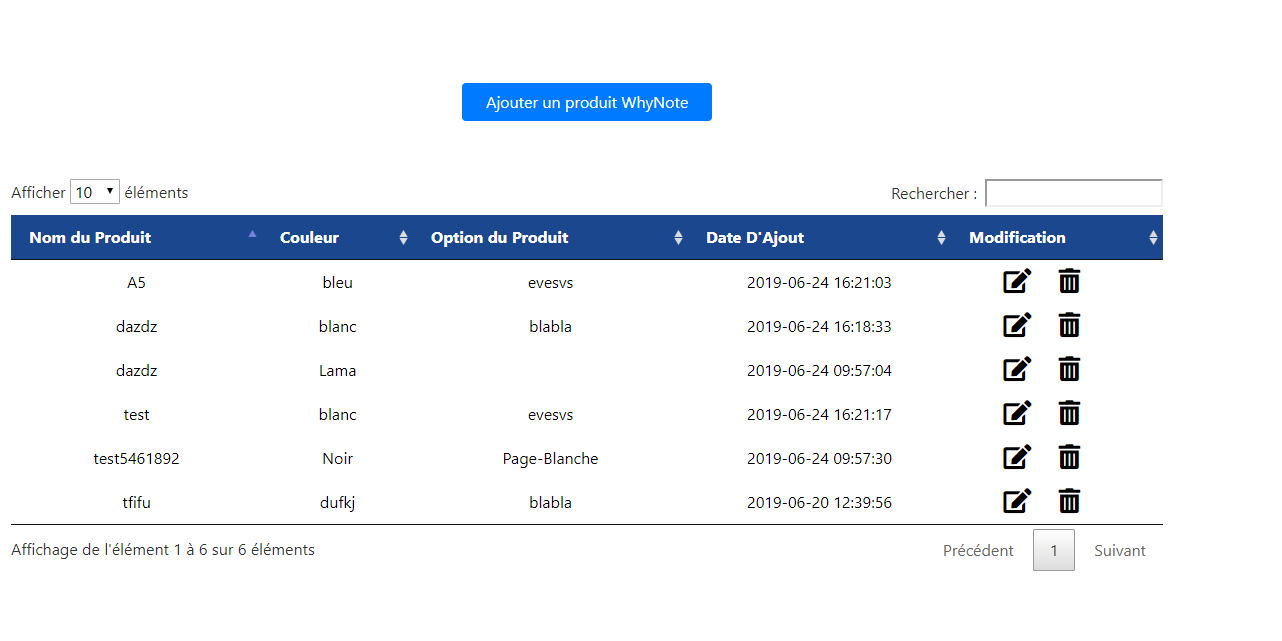 Ajouter un produit WhyNote
Afficher 10 éléments Rechercher :
Nom du Produit Couleur Option du Produit Date D'Ajout Modification
A5 bleu evesvs 2019-06-24 16:21:03
dazdz blanc blabla 2019-06-24 16:18:33
dazdz Lama 2019-06-24 09:57:04
test blanc evesvs 2019-06-24 16:21:17
test5461892 Noir Page-Blanche 2019-06-24 09:57:30
tfifu dufkj blabla 2019-06-20 12:39:56
Affichage de l'élément 1 à 6 sur 6 éléments Précédent 1 Suivant